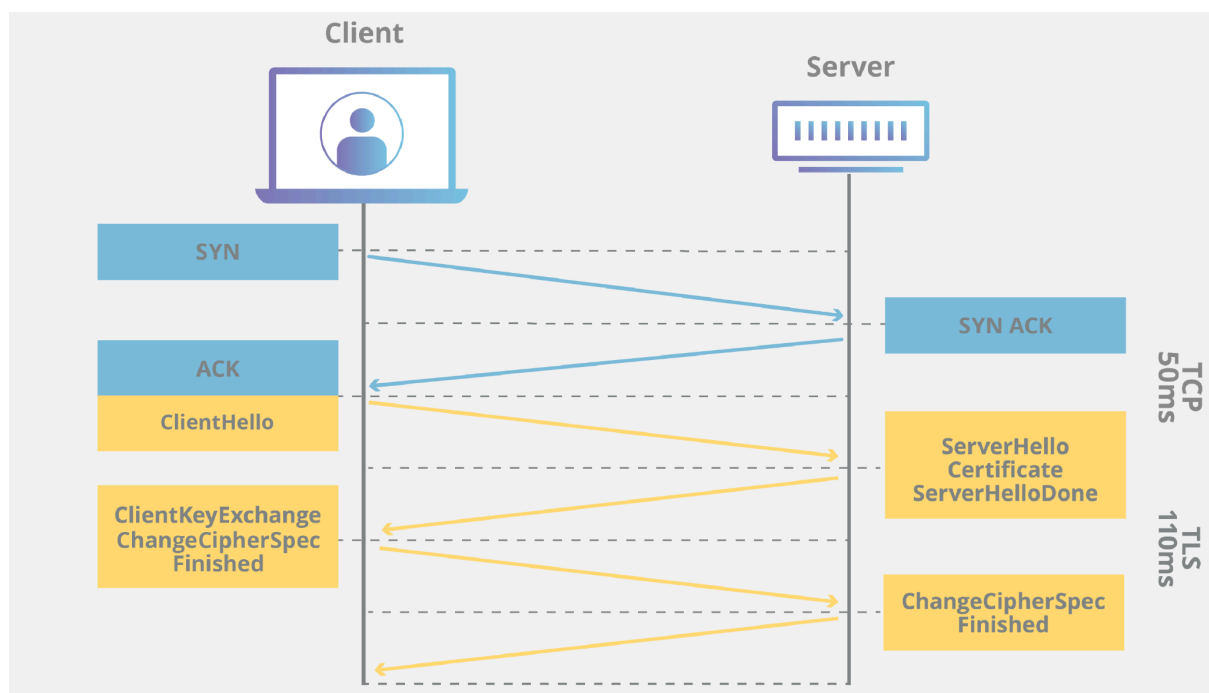 Client
Server
SYN
SYN ACK
ACK
ClientHello
TCP
50ms
ServerHello
Certificate
ServerHelloDone
ClientKeyExchange
ChangeCipherSpec
Finished
TLS
110ms
ChangeCipherSpec
Finished